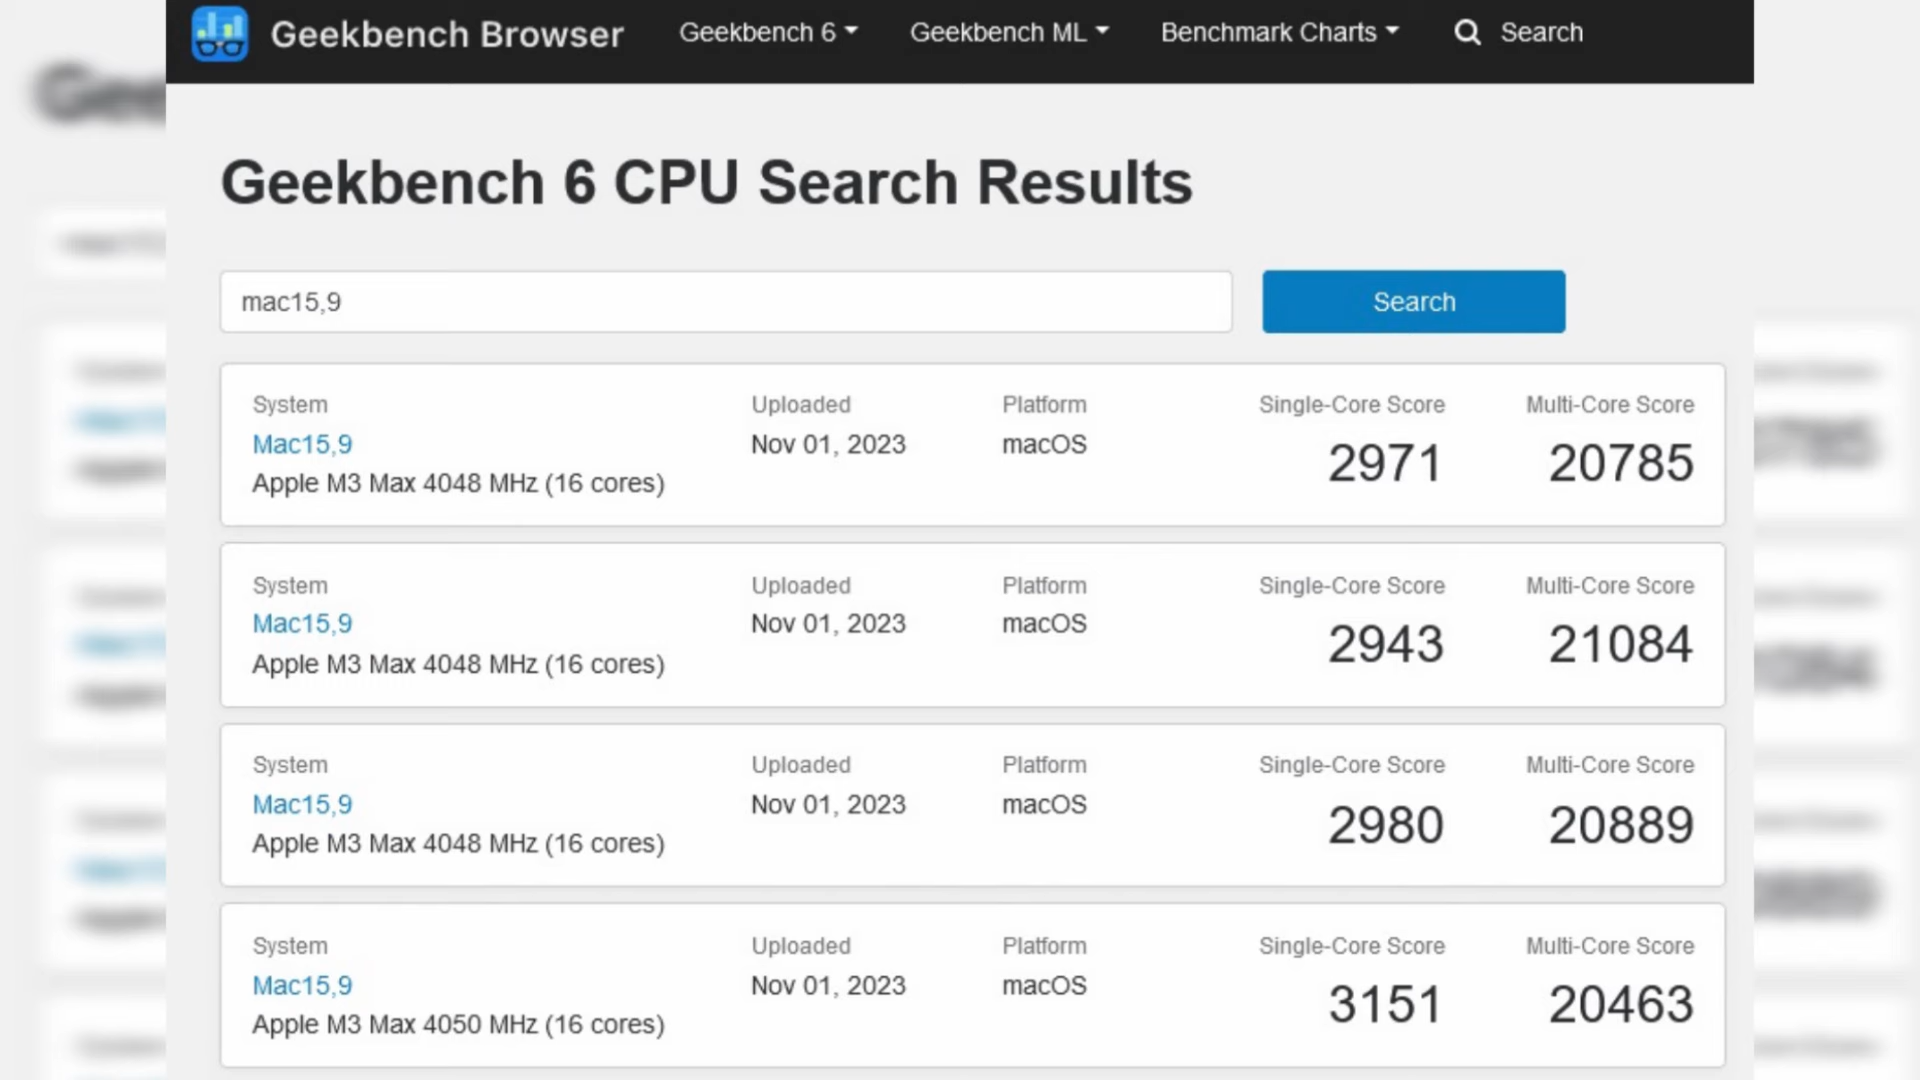 Geekbench Browser
Geekbench 6
Geekbench ML
Benchmark Charts
Search
Geekbench 6 CPU Search Results
mac15,9
Search
System
Uploaded
Platform
Single-Core Score
Multi-Core Score
Mac15,9
Nov 01, 2023
macOS
2971
20785
Apple M3 Max 4048 MHz (16 cores)
System
Uploaded
Platform
Single-Core Score
Multi-Core Score
Mac15,9
Nov 01, 2023
macOS
2943
21084
Apple M3 Max 4048 MHz (16 cores)
System
Uploaded
Platform
Single-Core Score
Multi-Core Score
Mac15,9
Nov 01, 2023
macOS
2980
20889
Apple M3 Max 4048 MHz (16 cores)
System
Uploaded
Platform
Single-Core Score
Multi-Core Score
Mac15,9
Nov 01, 2023
macOS
3151
20463
Apple M3 Max 4050 MHz (16 cores)